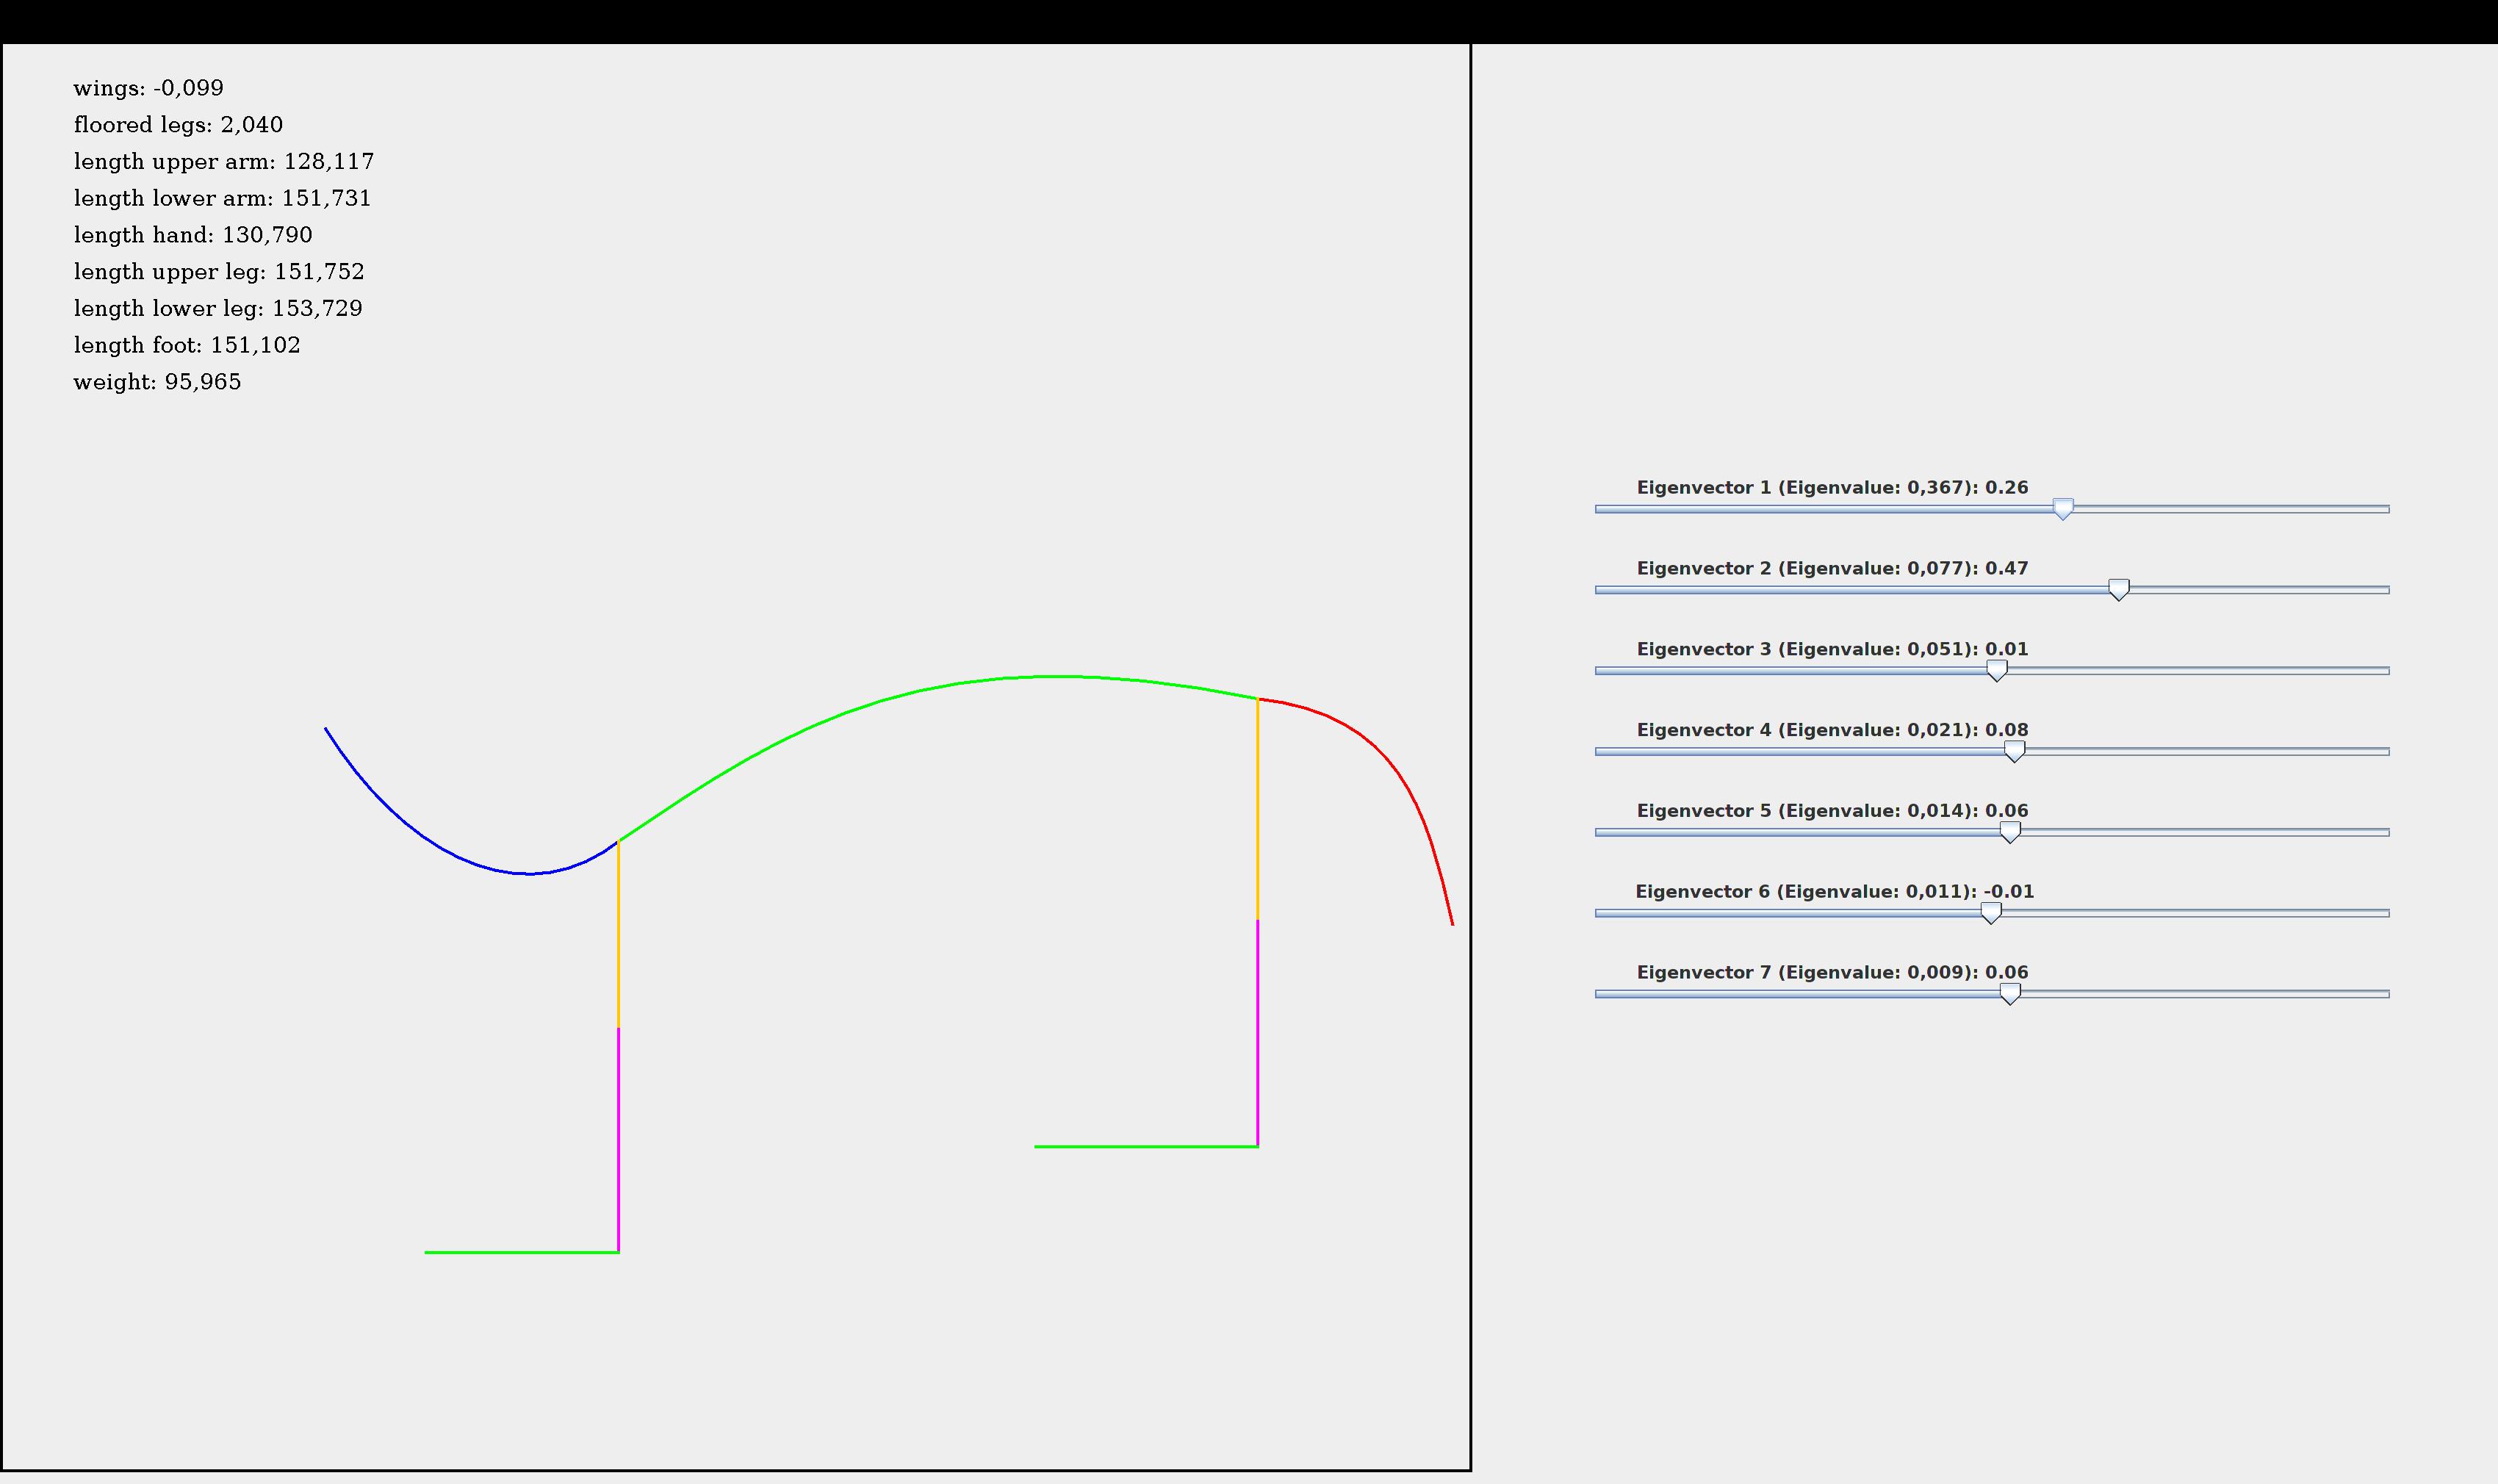 wings: -0,099
floored legs: 2,040
length upper arm: 128,117
length lower arm: 151,731
length hand: 130,790
length upper leg: 151,752
length lower leg: 153,729
length foot: 151,102
weight: 95,965
Eigenvector 1 (Eigenvalue: 0,367): 0.26
Eigenvector 2 (Eigenvalue: 0,077): 0.47
Eigenvector 3 (Eigenvalue: 0,051): 0.01
Eigenvector 4 (Eigenvalue: 0,021): 0.08
Eigenvector 5 (Eigenvalue: 0,014): 0.06
Eigenvector 6 (Eigenvalue: 0,011): -0.01
Eigenvector 7 (Eigenvalue: 0,009): 0.06